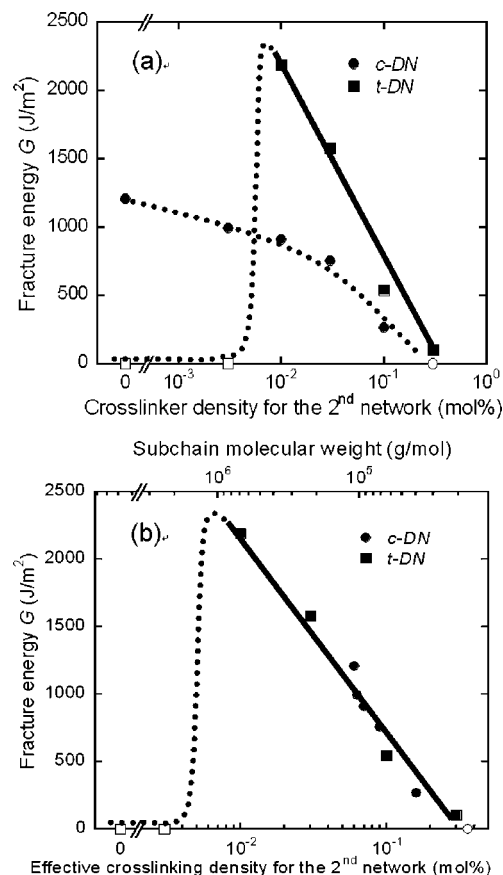 2500
(a)
c-DN
t-DN
2000
1500
1000
500
0
Fracture energy G (J/m²)
0 10⁻³ 10⁻² 10⁻¹ 10⁰
Crosslinker density for the 2ⁿᵈ network (mol%)
Subchain molecular weight (g/mol)
10⁶ 10⁵
2500
(b)
c-DN
t-DN
2000
1500
1000
500
0
Fracture energy G (J/m²)
0 10⁻² 10⁻¹
Effective crosslinking density for the 2ⁿᵈ network (mol%)